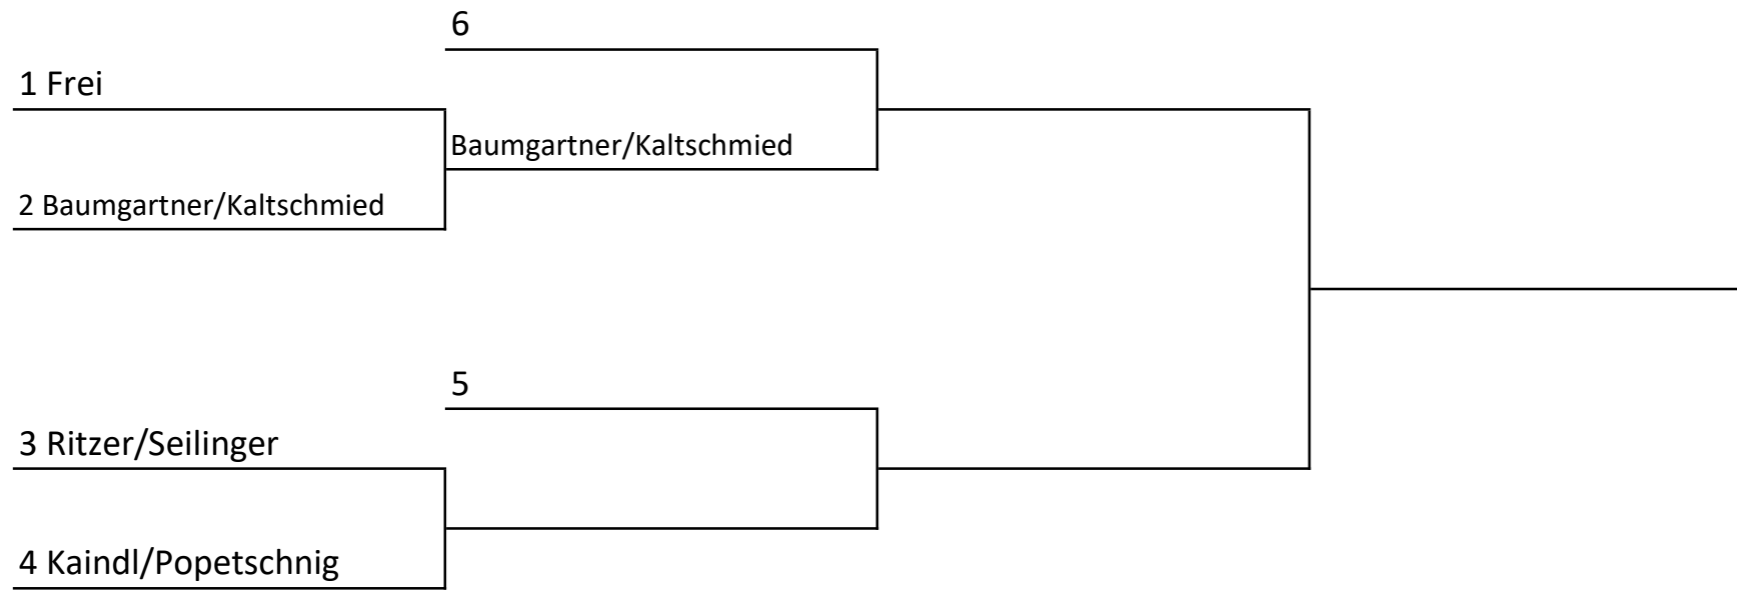 6
1 Frei
Baumgartner/Kaltschmied
2 Baumgartner/Kaltschmied
5
3 Ritzer/Seilinger
4 Kaindl/Popetschnig